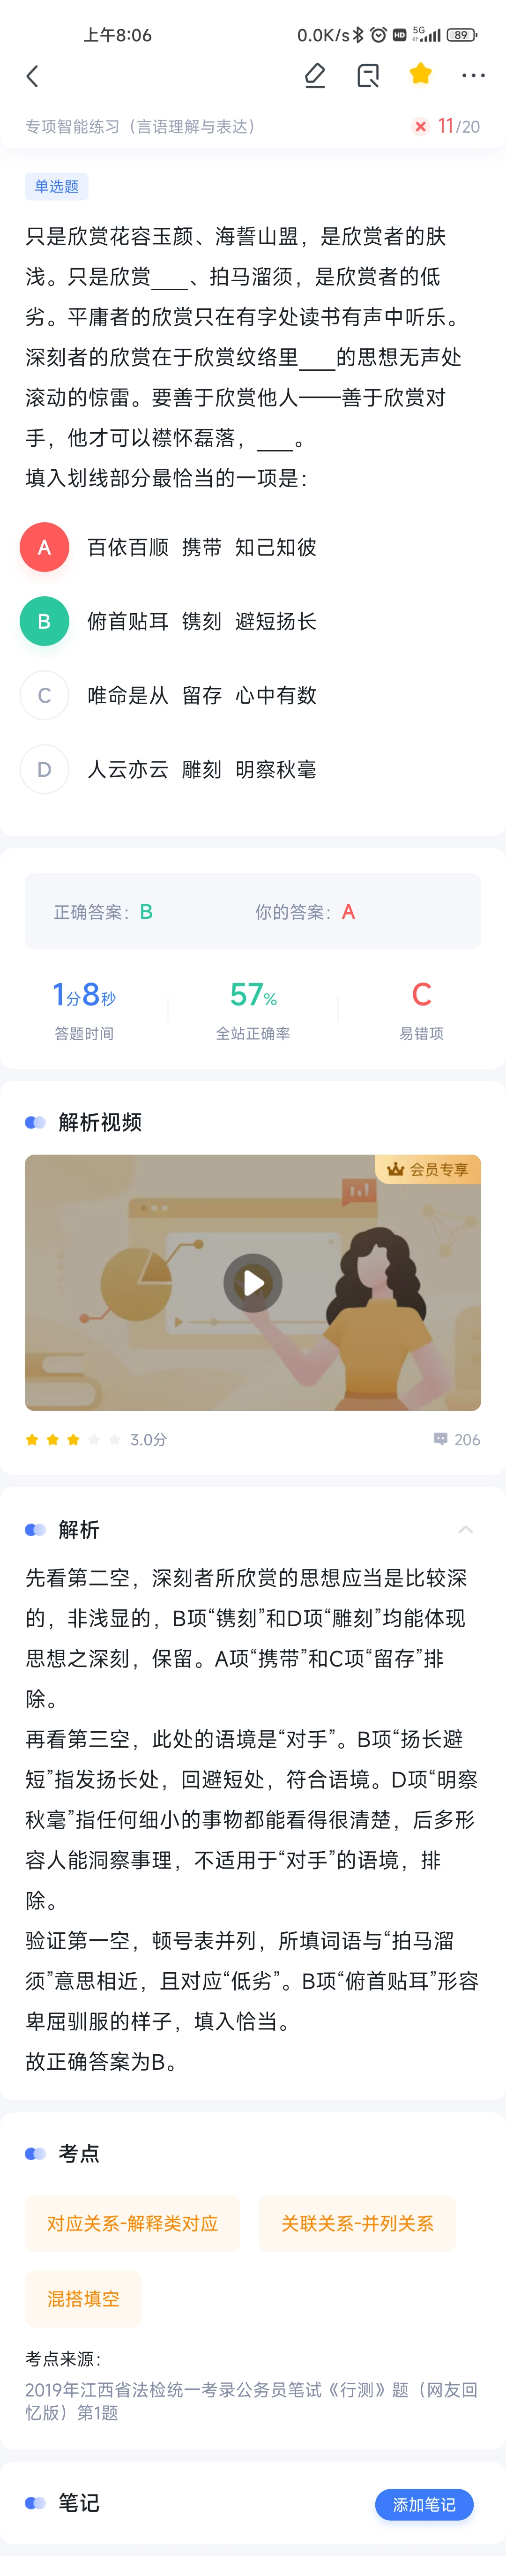 上午8:06
0.0K/s HD 5G 89
专项智能练习（言语理解与表达）
11/20
单选题
只是欣赏花容玉颜、海誓山盟，是欣赏者的肤
浅。只是欣赏____、拍马溜须，是欣赏者的低
劣。平庸者的欣赏只在有字处读书有声中听乐。
深刻者的欣赏在于欣赏纹络里____的思想无声处
滚动的惊雷。要善于欣赏他人——善于欣赏对
手，他才可以襟怀磊落，____。
填入划线部分最恰当的一项是：
A 百依百顺 携带 知己知彼
B 俯首贴耳 镌刻 避短扬长
C 唯命是从 留存 心中有数
D 人云亦云 雕刻 明察秋毫
正确答案：B 你的答案：A
1分8秒 57% C
答题时间 全站正确率 易错项
解析视频
会员专享
3.0分 206
解析
先看第二空，深刻者所欣赏的思想应当是比较深
的，非浅显的，B项“镌刻”和D项“雕刻”均能体现
思想之深刻，保留。A项“携带”和C项“留存”排
除。
再看第三空，此处的语境是“对手”。B项“扬长避
短”指发扬长处，回避短处，符合语境。D项“明察
秋毫”指任何细小的事物都能看得很清楚，后多形
容人能洞察事理，不适用于“对手”的语境，排
除。
验证第一空，顿号表并列，所填词语与“拍马溜
须”意思相近，且对应“低劣”。B项“俯首贴耳”形容
卑屈驯服的样子，填入恰当。
故正确答案为B。
考点
对应关系-解释类对应 关联关系-并列关系
混搭填空
考点来源：
2019年江西省法检统一考录公务员笔试《行测》题（网友回
忆版）第1题
笔记 添加笔记